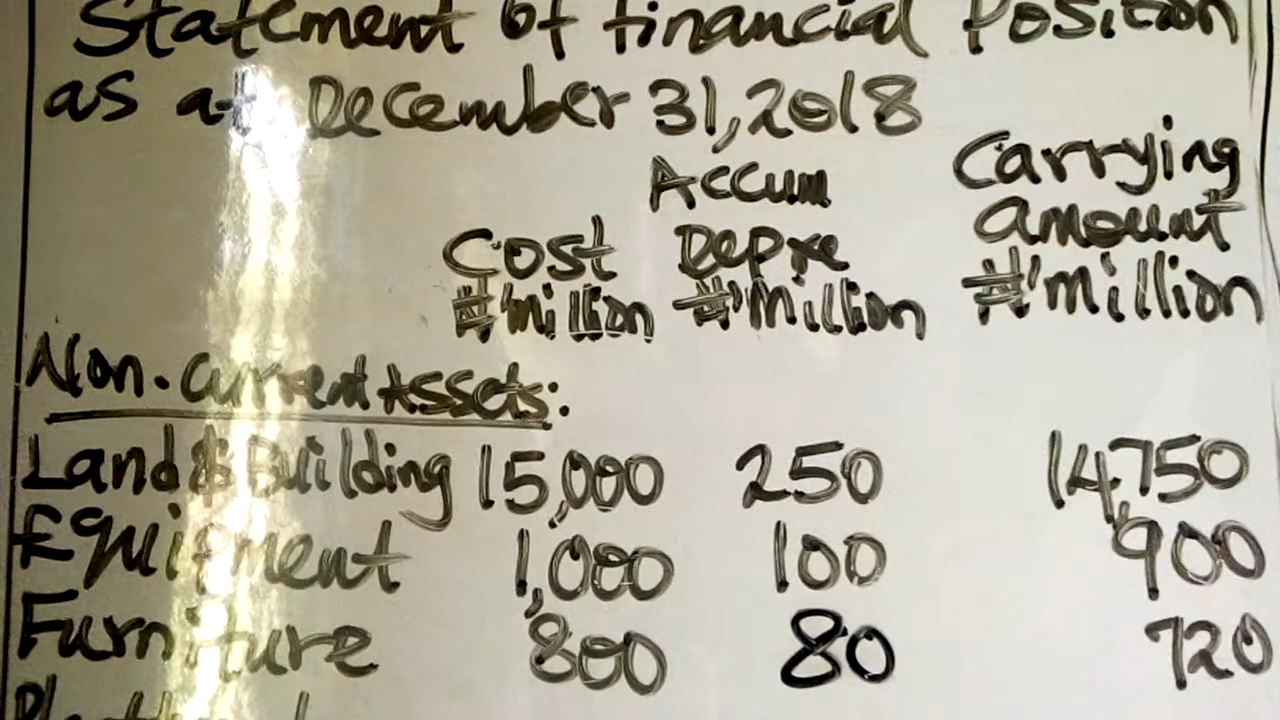 Statement of financial Position
as at December 31, 2018
Accum Carrying
Cost Depre amount
#'million #'million #'million
Non-current Assets:
Land & Building 15,000 250 14,750
Equipment 1,000 100 900
Furniture 800 80 720